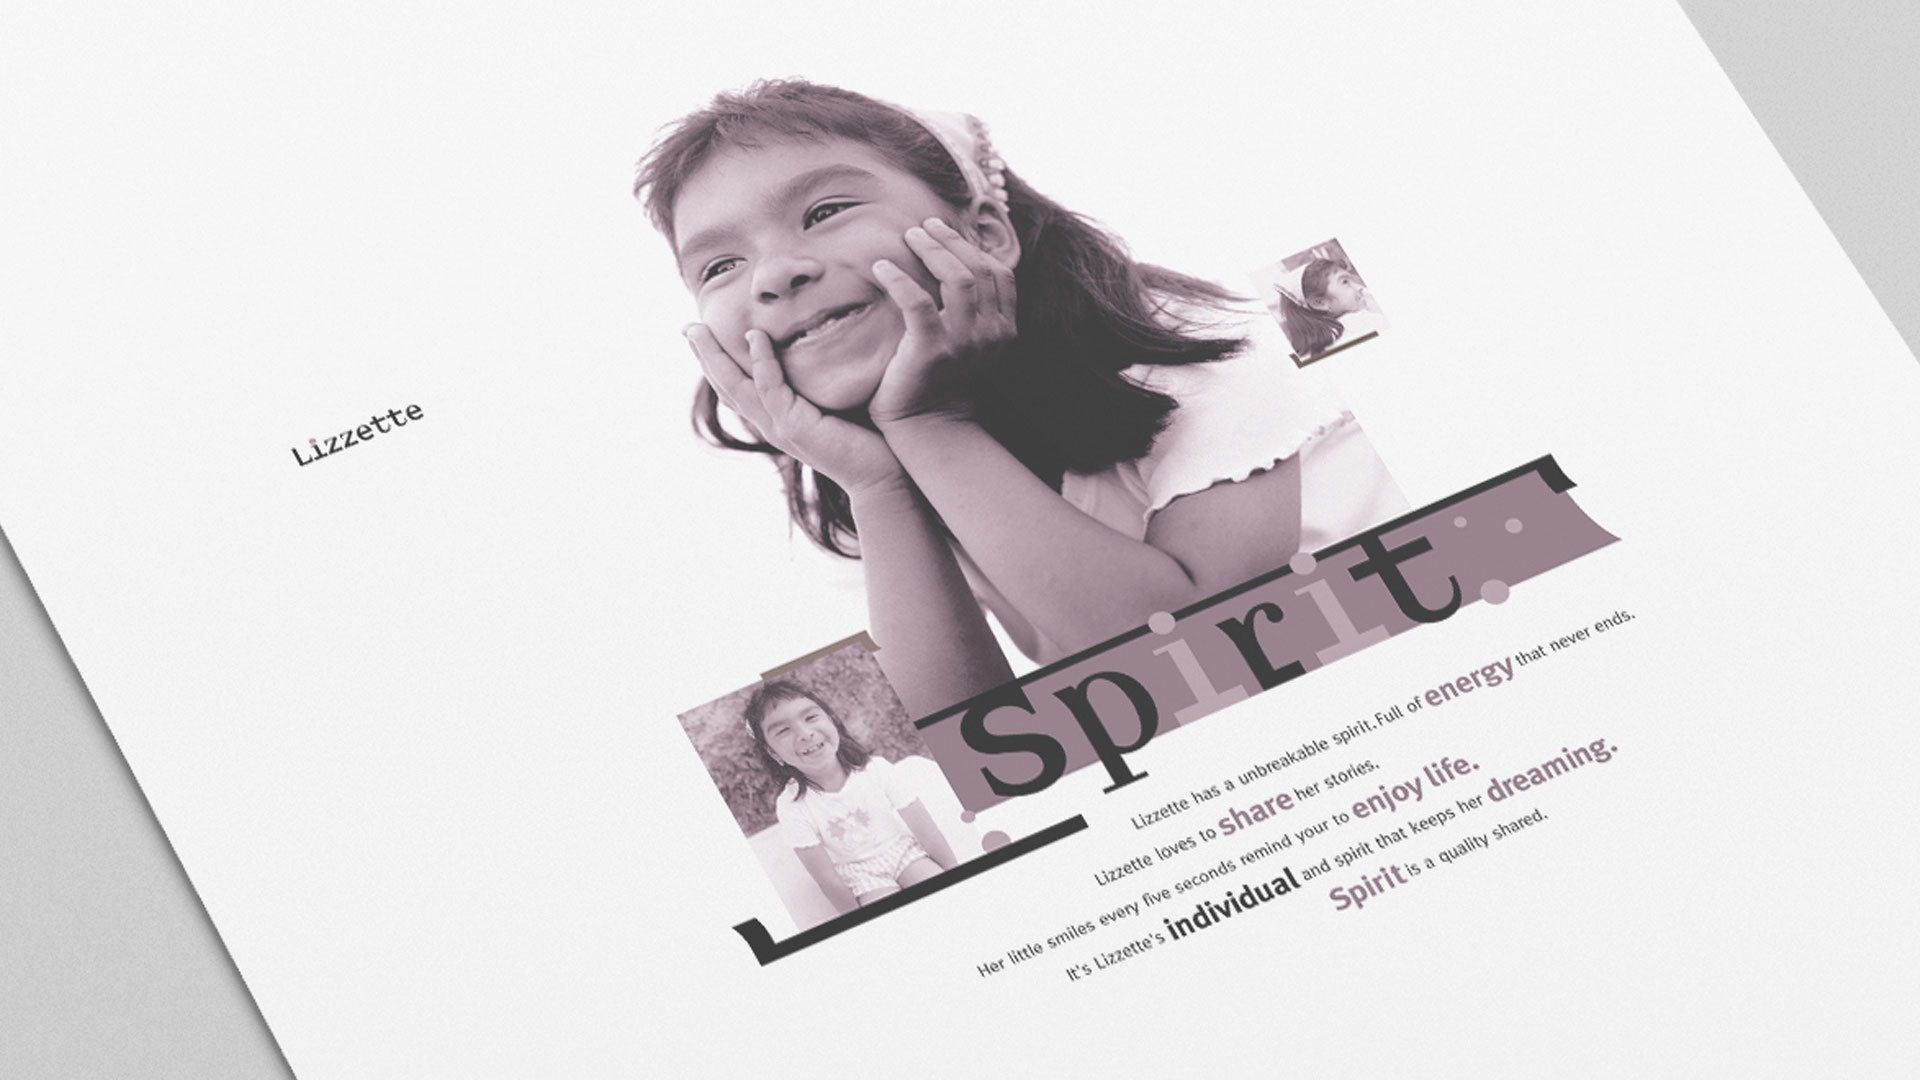 Lizzette
Spirit
Lizzette has a unbreakable spirit.Full of energy that never ends.
Lizzette loves to share her stories.
Her little smiles every five seconds remind your to enjoy life.
It's Lizzette's individual and spirit that keeps her dreaming.
Spirit is a quality shared.